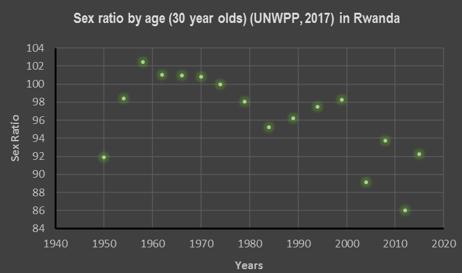 Sex ratio by age (30 year olds) (UNWPP, 2017) in Rwanda
104
102
100
98
96
94
92
90
88
86
84
Sex Ratio
1940 1950 1960 1970 1980 1990 2000 2010 2020
Years